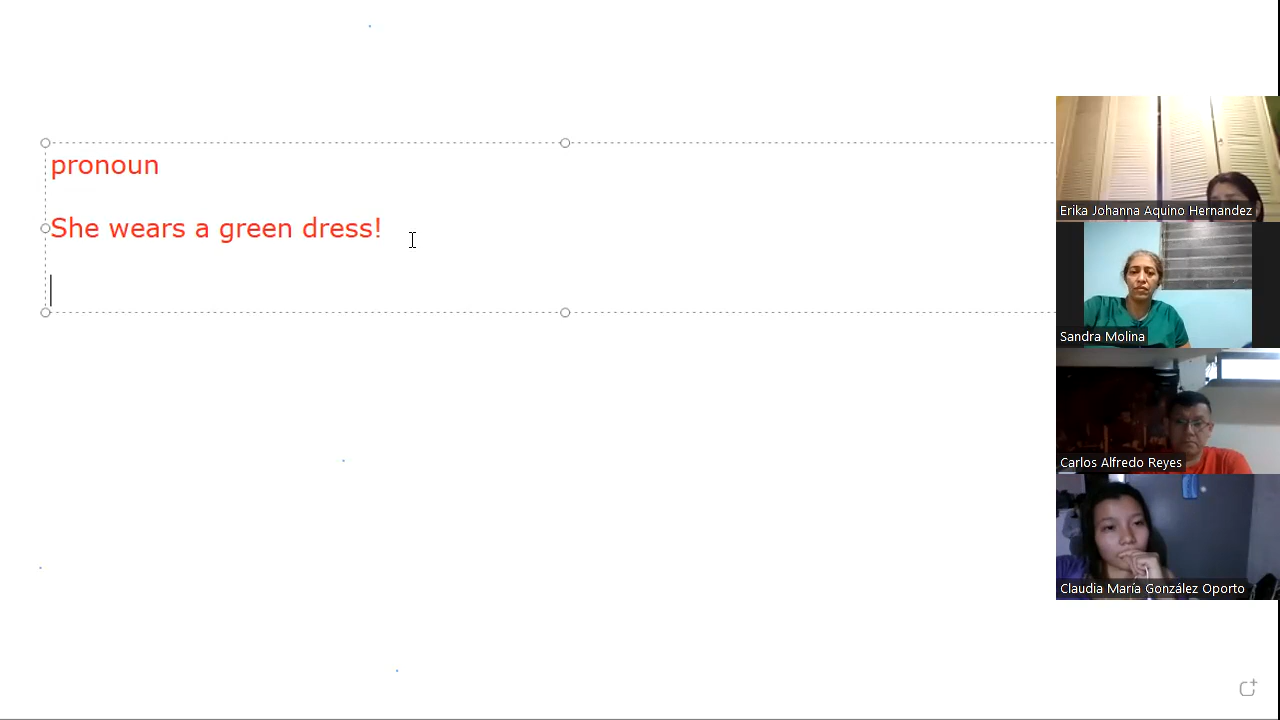 pronoun
She wears a green dress!
Erika Johanna Aquino Hernandez
Sandra Molina
Carlos Alfredo Reyes
Claudia María González Oporto